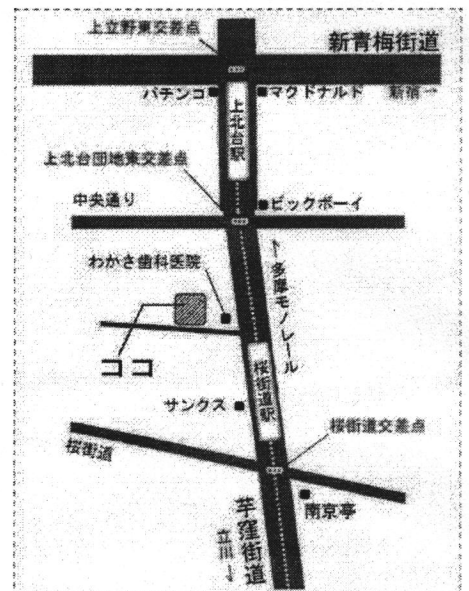 上立野東交差点
新青梅街道
パチンコ
マクドナルド
新宿→
上北台駅
上北台団地東交差点
中央通り
ビックボーイ
わかさ歯科医院
←多摩モノレール
ココ
桜街道駅
サンクス
桜街道交差点
桜街道
南京亭
芋窪街道
立川→